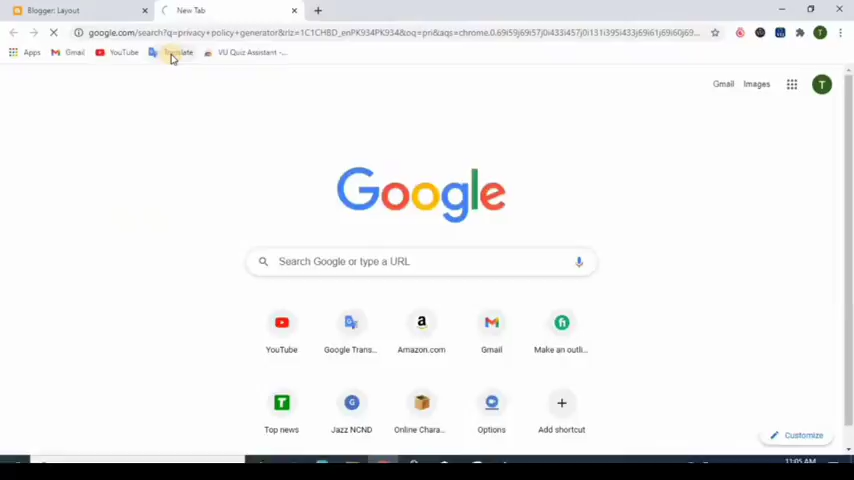 Blogger: Layout
New Tab
google.com/search?q=privacy+policy+generator&rlz=1C1CHBD_enPK934PK934&oq=pri&aqs=chrome.0.69i59j69i57j0i433i457j0i131i395i433j69i61j69i60j69...
Apps
Gmail
YouTube
Translate
VU Quiz Assistant -...
T
Gmail
Images
T
Google
Search Google or type a URL
YouTube
Google Trans...
Amazon.com
Gmail
Make an outli...
Top news
Jazz NCND
Online Chara...
Options
Add shortcut
Customize
11:05 AM